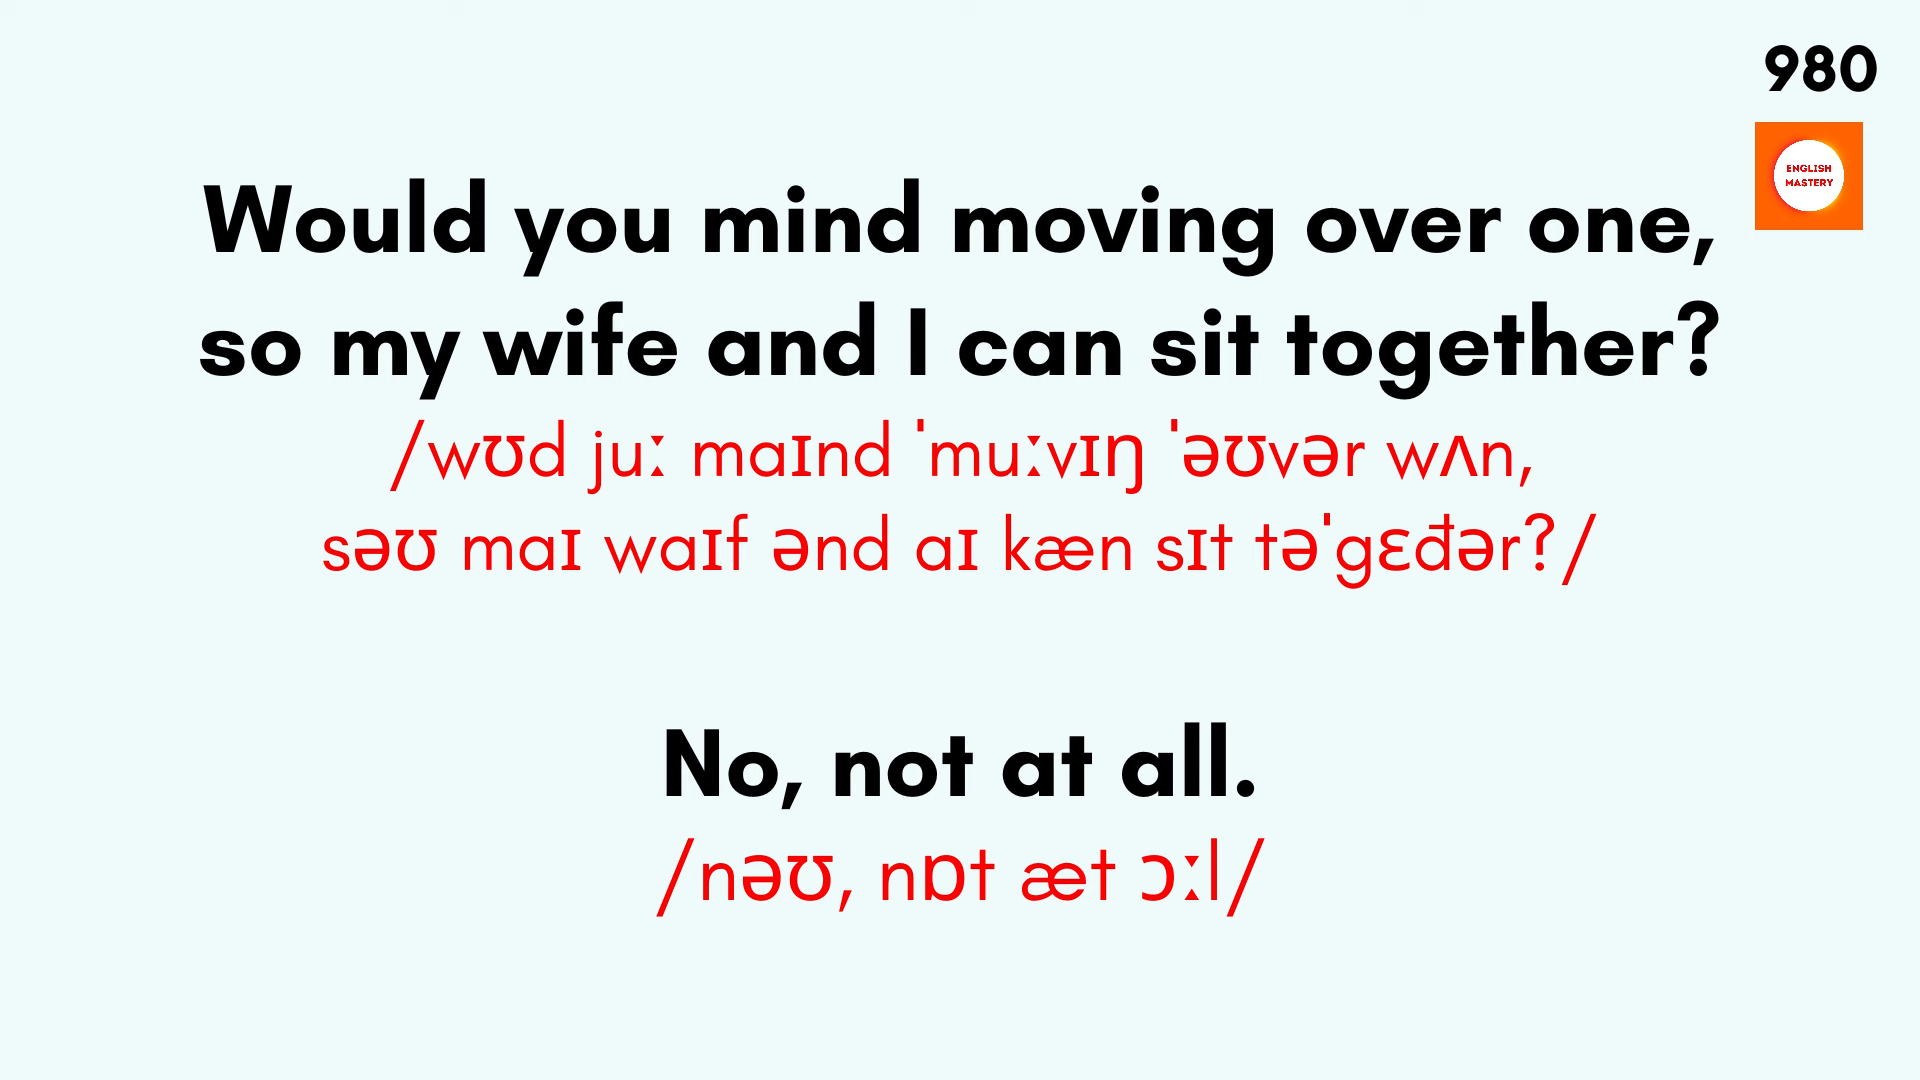 980
ENGLISH
MASTERY
Would you mind moving over one,
so my wife and I can sit together?
/wʊd juː maɪnd ˈmuːvɪŋ ˈəʊvər wʌn,
səʊ maɪ waɪf ənd aɪ kæn sɪt təˈgɛđər?/
No, not at all.
/nəʊ, nɒt æt ɔːl/